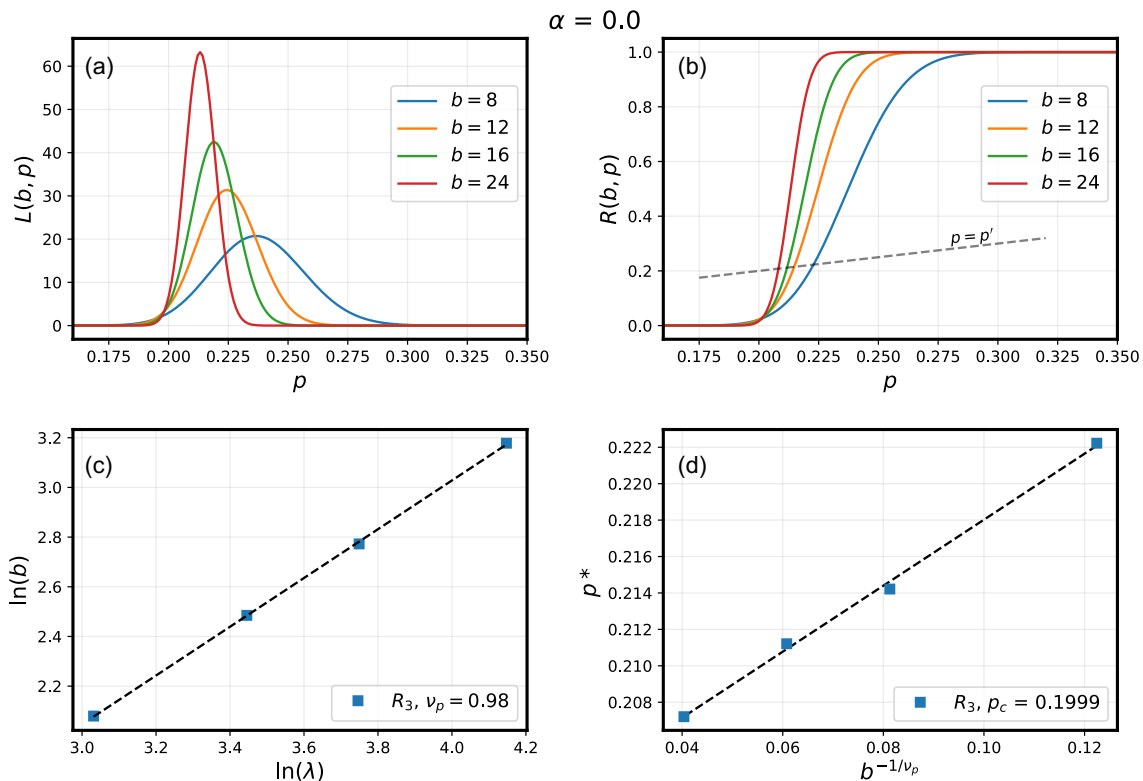 α = 0.0
(a)
L(b, p)
60
50
40
30
20
10
0
b = 8
b = 12
b = 16
b = 24
0.175 0.200 0.225 0.250 0.275 0.300 0.325 0.350
p
(b)
R(b, p)
1.0
0.8
0.6
0.4
0.2
0.0
b = 8
b = 12
b = 16
b = 24
p = p′
0.175 0.200 0.225 0.250 0.275 0.300 0.325 0.350
p
(c)
ln(b)
3.2
3.0
2.8
2.6
2.4
2.2
R₃, νₚ = 0.98
3.0 3.2 3.4 3.6 3.8 4.0 4.2
ln(λ)
(d)
p*
0.222
0.220
0.218
0.216
0.214
0.212
0.210
0.208
R₃, p_c = 0.1999
0.04 0.06 0.08 0.10 0.12
b^{−1/νₚ}